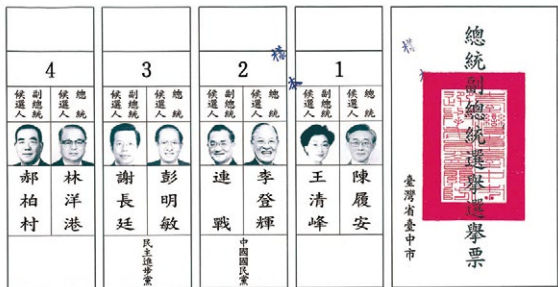 總統副總統選舉選舉票
臺灣省臺中市
1
總統候選人
陳履安
副總統候選人
王清峰
2
總統候選人
李登輝
副總統候選人
連戰
中國國民黨
3
總統候選人
彭明敏
副總統候選人
謝長廷
民主進步黨
4
總統候選人
林洋港
副總統候選人
郝柏村